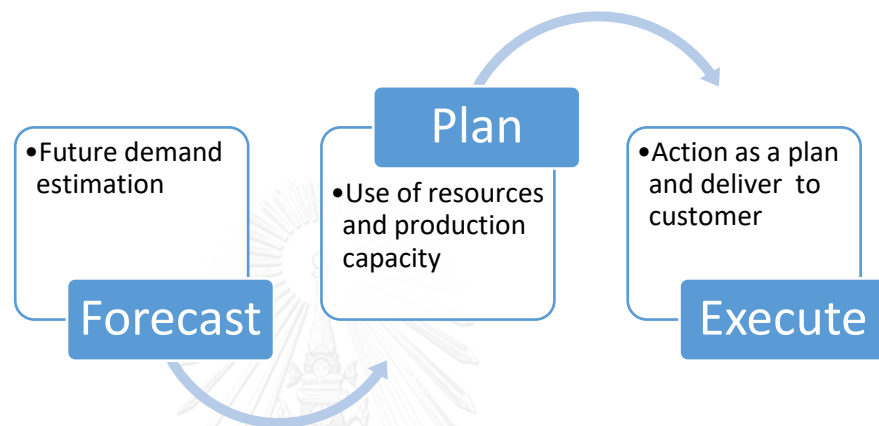 •Future demand
estimation
Forecast
Plan
•Use of resources
and production
capacity
•Action as a plan
and deliver to
customer
Execute